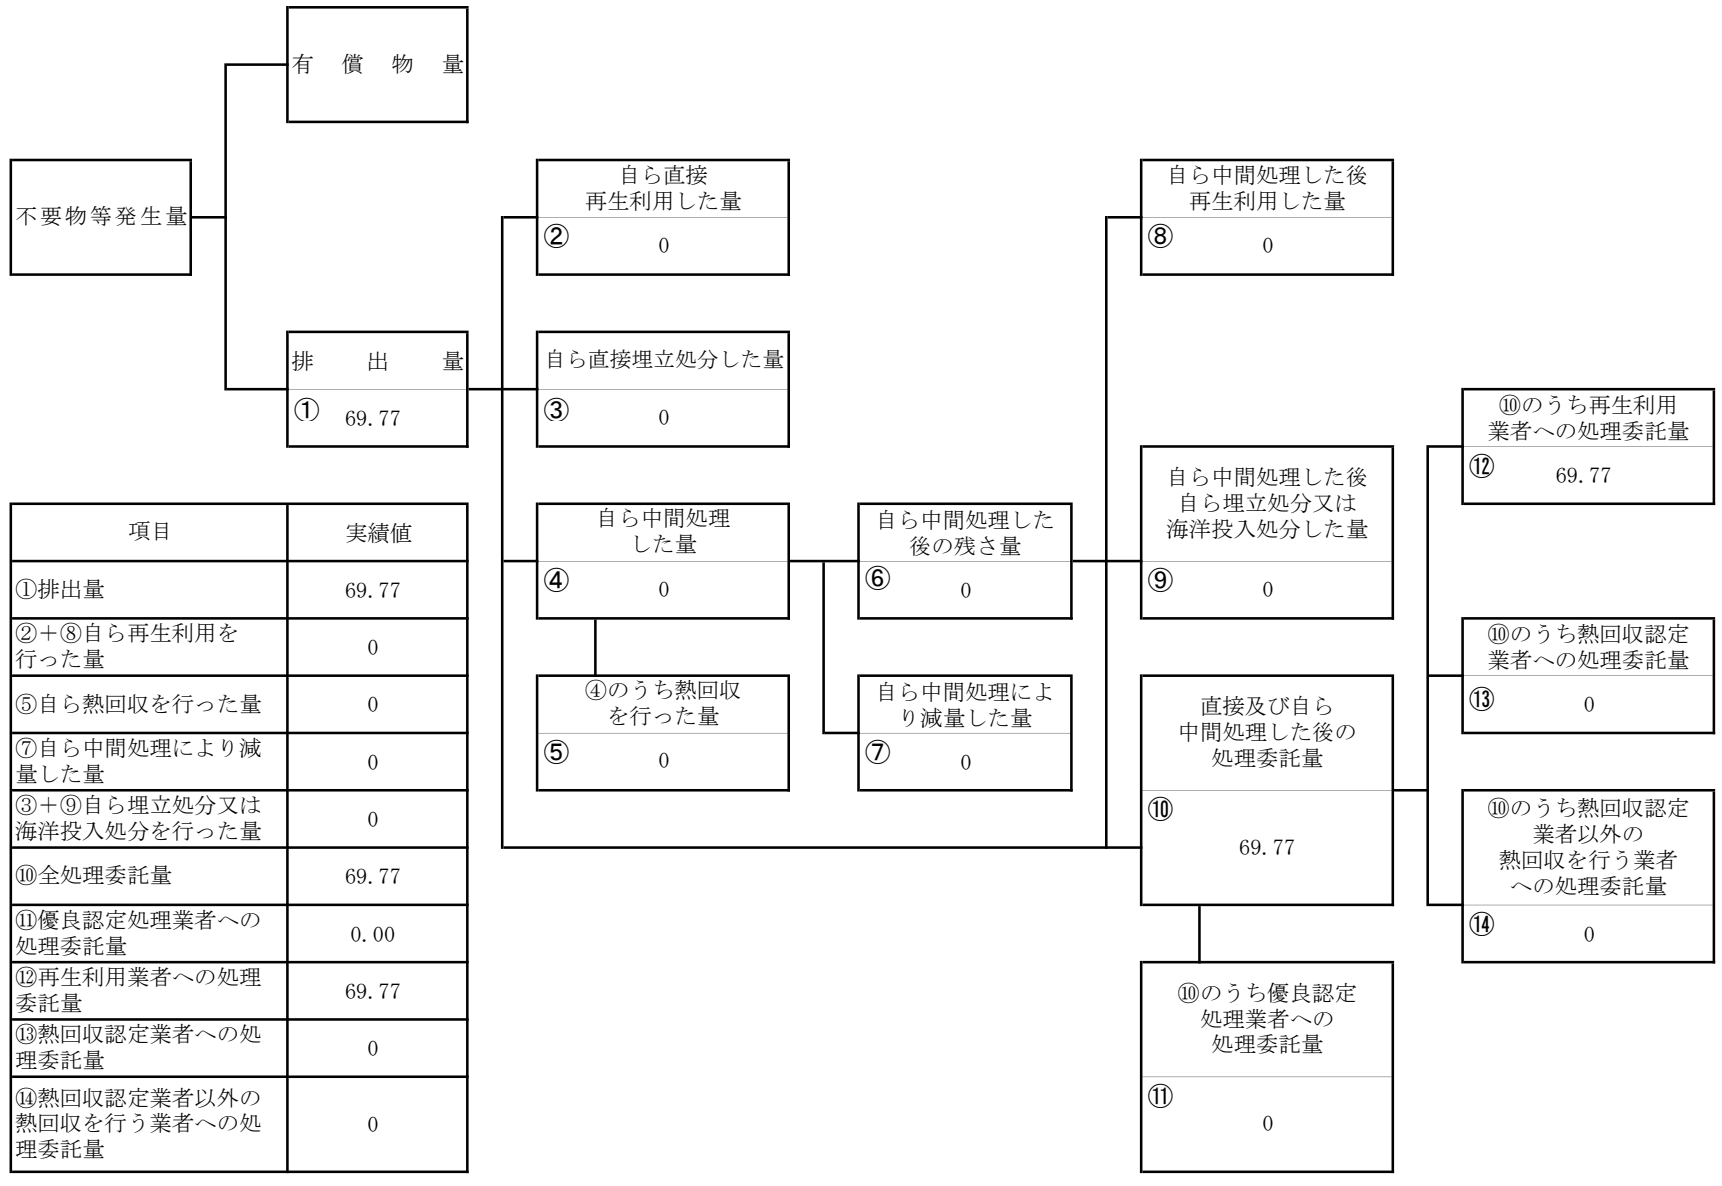 有償物量
不要物等発生量
自ら直接
再生利用した量
②
0
自ら中間処理した後
再生利用した量
⑧
0
排出量
①
69.77
自ら直接埋立処分した量
③
0
⑩のうち再生利用
業者への処理委託量
⑫
69.77
自ら中間処理
した量
④
0
自ら中間処理した
後の残さ量
⑥
0
自ら中間処理した後
自ら埋立処分又は
海洋投入処分した量
⑨
0
⑩のうち熱回収認定
業者への処理委託量
⑬
0
④のうち熱回収
を行った量
⑤
0
自ら中間処理によ
り減量した量
⑦
0
直接及び自ら
中間処理した後の
処理委託量
⑩
69.77
⑩のうち熱回収認定
業者以外の
熱回収を行う業者
への処理委託量
⑭
0
⑩のうち優良認定
処理業者への
処理委託量
⑪
0
項目 実績値
①排出量 69.77
②＋⑧自ら再生利用を
行った量 0
⑤自ら熱回収を行った量 0
⑦自ら中間処理により減
量した量 0
③＋⑨自ら埋立処分又は
海洋投入処分を行った量 0
⑩全処理委託量 69.77
⑪優良認定処理業者への
処理委託量 0.00
⑫再生利用業者への処理
委託量 69.77
⑬熱回収認定業者への処
理委託量 0
⑭熱回収認定業者以外の
熱回収を行う業者への処
理委託量 0